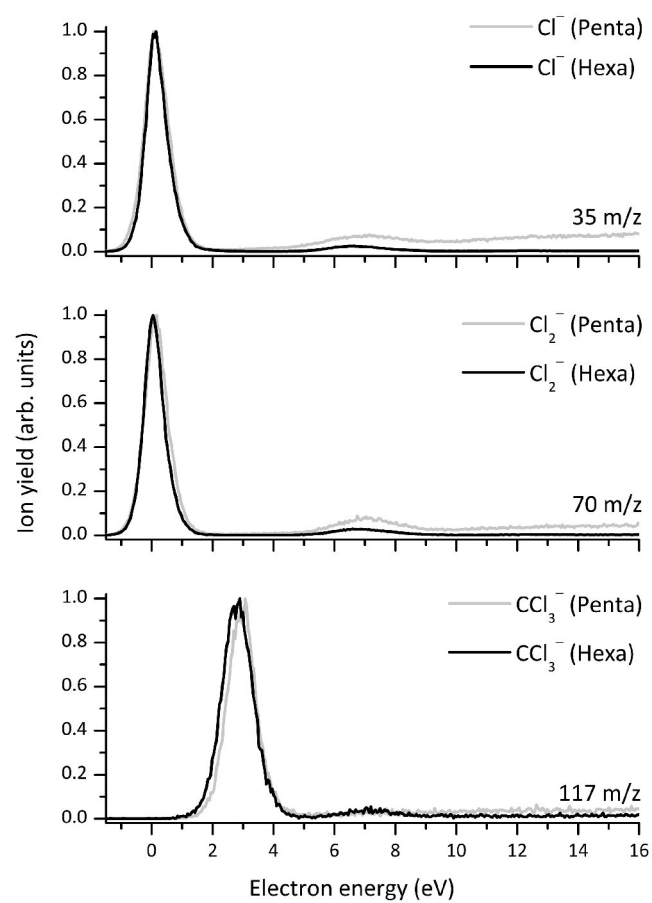 Cl⁻ (Penta)
Cl⁻ (Hexa)
1.0
0.8
0.6
0.4
0.2
0.0
35 m/z
Cl₂⁻ (Penta)
Cl₂⁻ (Hexa)
1.0
0.8
0.6
0.4
0.2
0.0
70 m/z
Ion yield (arb. units)
CCl₃⁻ (Penta)
CCl₃⁻ (Hexa)
1.0
0.8
0.6
0.4
0.2
0.0
117 m/z
0 2 4 6 8 10 12 14 16
Electron energy (eV)